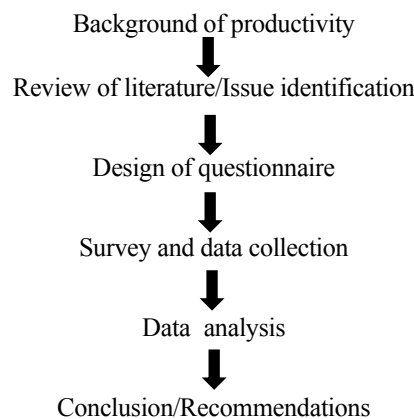 Background of productivity
Review of literature/Issue identification
Design of questionnaire
Survey and data collection
Data analysis
Conclusion/Recommendations